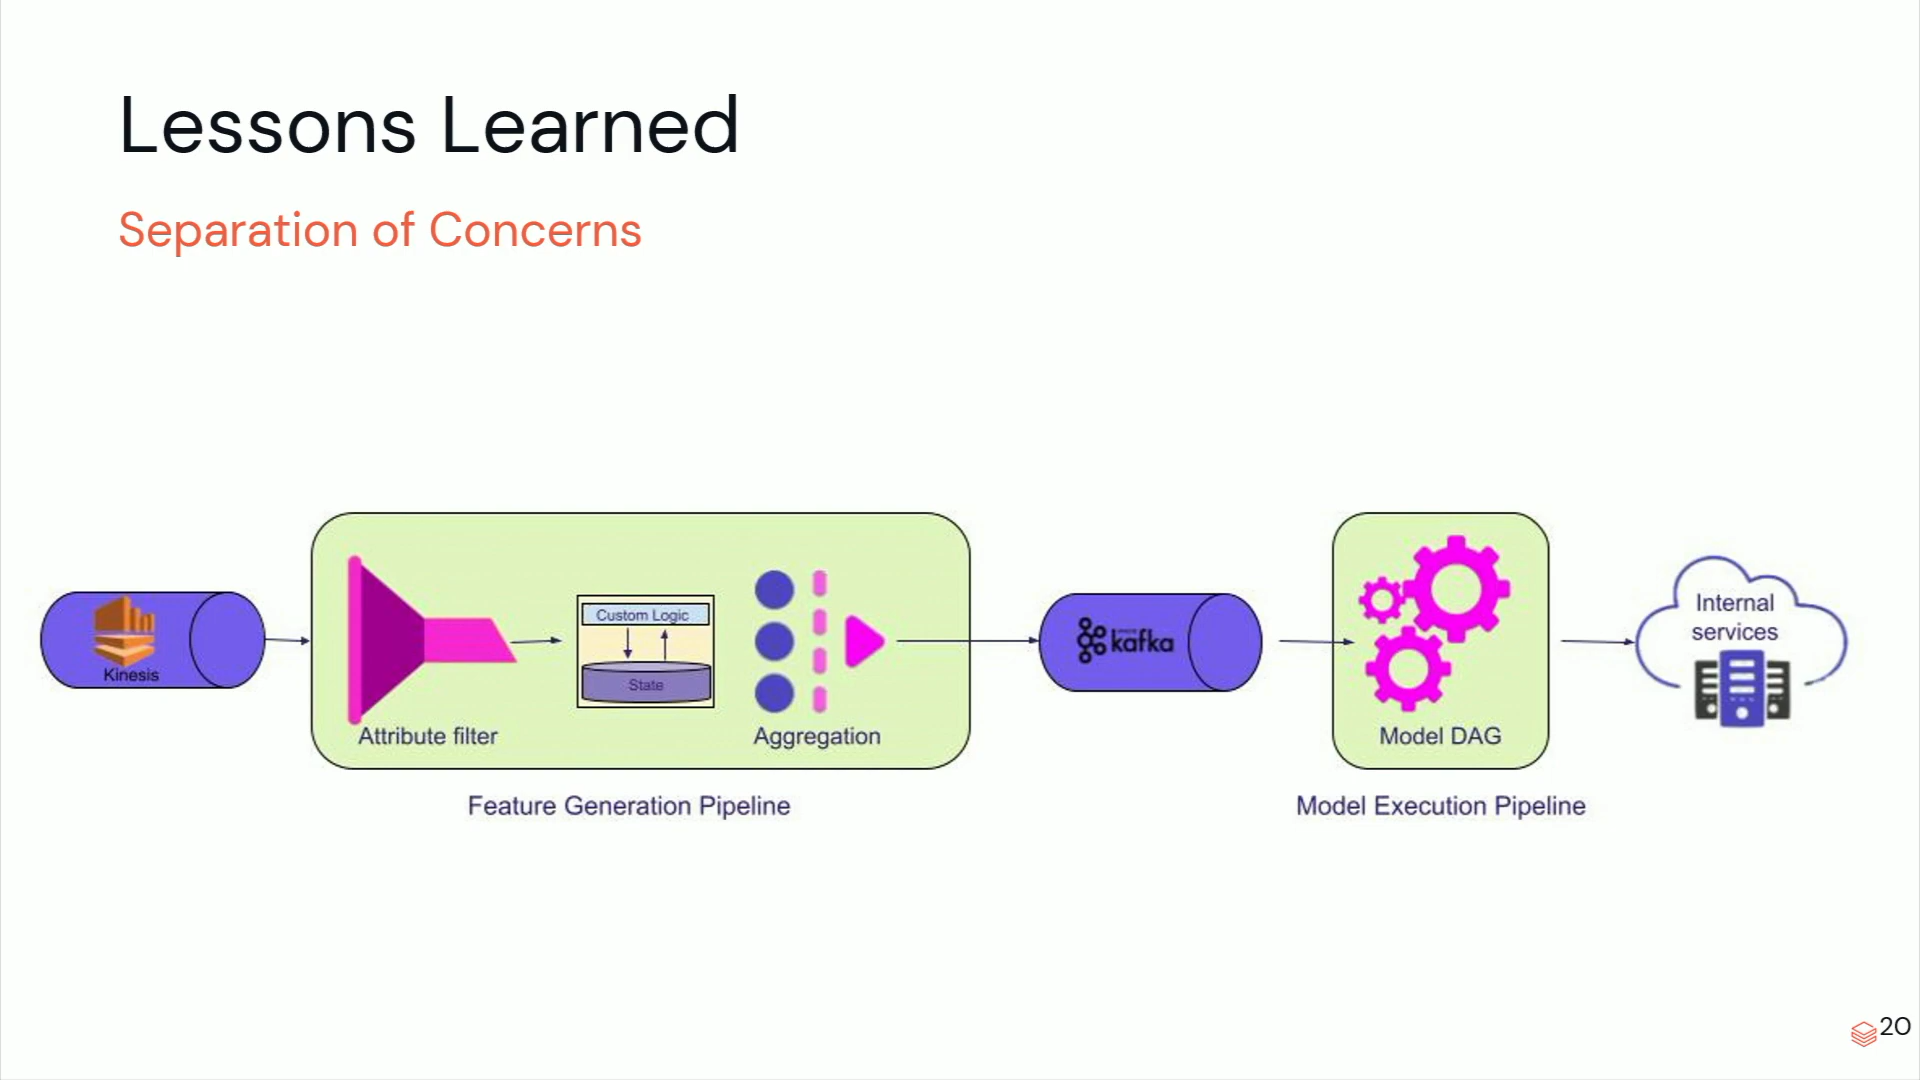 Lessons Learned
Separation of Concerns
Kinesis
Custom Logic
State
Attribute filter
Aggregation
Feature Generation Pipeline
kafka
Model DAG
Model Execution Pipeline
Internal
services
20